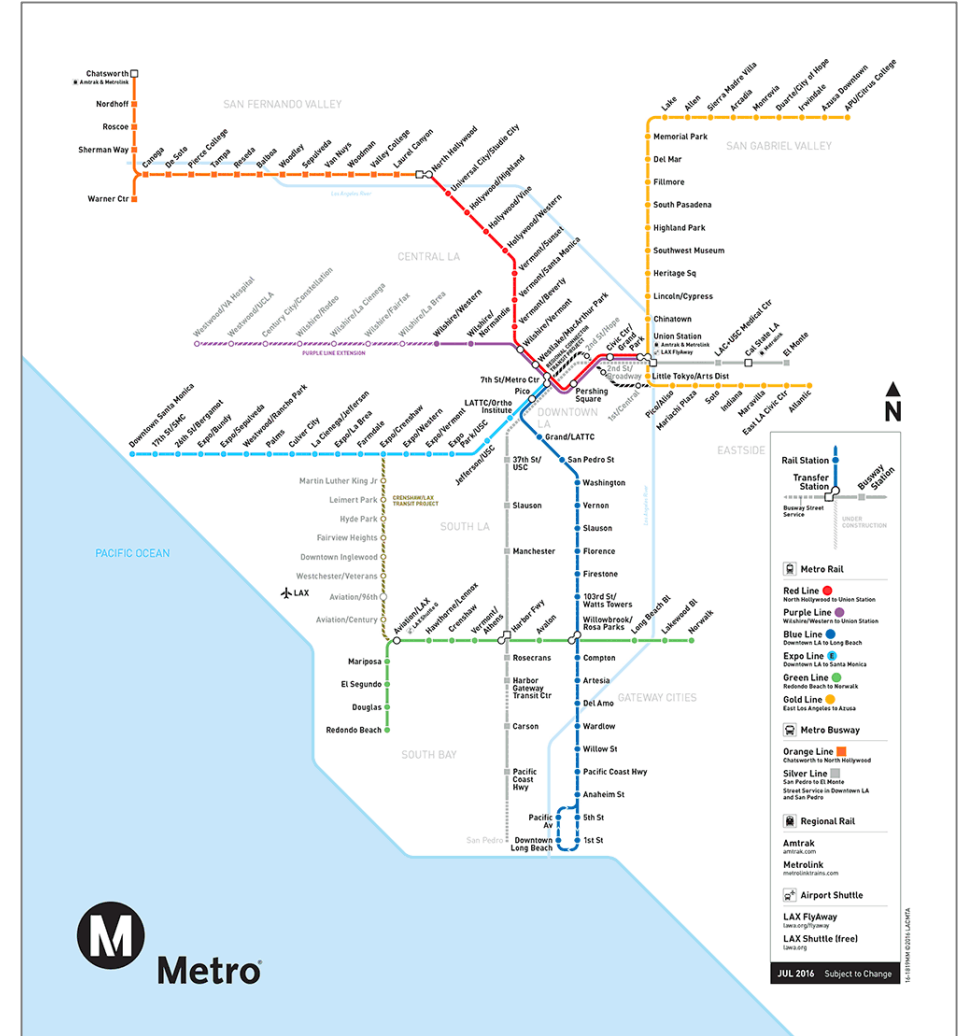 Chatsworth
Amtrak & Metrolink
Nordhoff
Roscoe
Sherman Way
Warner Ctr
Canoga
De Soto
Pierce College
Tampa
Reseda
Balboa
Woodley
Sepulveda
Van Nuys
Woodman
Valley College
Laurel Canyon
North Hollywood
SAN FERNANDO VALLEY
Los Angeles River
Universal City/Studio City
Hollywood/Highland
Hollywood/Vine
Hollywood/Western
Vermont/Sunset
Vermont/Santa Monica
Vermont/Beverly
Wilshire/Vermont
Westlake/MacArthur Park
CENTRAL LA
Westwood/VA Hospital
Westwood/UCLA
Century City/Constellation
Wilshire/Rodeo
Wilshire/La Cienega
Wilshire/Fairfax
Wilshire/La Brea
Wilshire/Western
Wilshire/
Normandie
PURPLE LINE EXTENSION
REGIONAL CONNECTOR
TRANSIT PROJECT
2nd St/Hope
Civic Ctr/
Grand
Park
2nd St/
Broadway
1st/Central
7th St/Metro Ctr
Pico
Pershing
Square
LATTC/Ortho
Institute
DOWNTOWN
LA
Lake
Allen
Sierra Madre Villa
Arcadia
Monrovia
Duarte/City of Hope
Irwindale
Azusa Downtown
APU/Citrus College
SAN GABRIEL VALLEY
Memorial Park
Del Mar
Fillmore
South Pasadena
Highland Park
Southwest Museum
Heritage Sq
Lincoln/Cypress
Chinatown
Union Station
Amtrak & Metrolink
LAX FlyAway
LAC+USC Medical Ctr
Cal State LA
Metrolink
El Monte
Little Tokyo/Arts Dist
Pico/Aliso
Mariachi Plaza
Soto
Indiana
Maravilla
East LA Civic Ctr
Atlantic
EASTSIDE
Los Angeles River
Downtown Santa Monica
17th St/SMC
26th St/Bergamot
Expo/Bundy
Expo/Sepulveda
Westwood/Rancho Park
Palms
Culver City
La Cienega/Jefferson
Expo/La Brea
Farmdale
Expo/Crenshaw
Expo/Western
Expo/Vermont
Expo
Park/USC
Jefferson/USC
Martin Luther King Jr
Leimert Park
Hyde Park
Fairview Heights
Downtown Inglewood
Westchester/Veterans
Aviation/96th
Aviation/Century
CRENSHAW/LAX
TRANSIT PROJECT
LAX
Aviation/LAX
LAX Shuttle G
Hawthorne/Lennox
Crenshaw
Vermont/
Athens
Harbor Fwy
Avalon
Willowbrook/
Rosa Parks
Long Beach Bl
Lakewood Bl
Norwalk
Mariposa
El Segundo
Douglas
Redondo Beach
SOUTH LA
37th St/
USC
Slauson
Manchester
Rosecrans
Harbor
Gateway
Transit Ctr
Carson
Pacific
Coast
Hwy
San Pedro
SOUTH BAY
Grand/LATTC
San Pedro St
Washington
Vernon
Slauson
Florence
Firestone
103rd St/
Watts Towers
Compton
Artesia
Del Amo
Wardlow
Willow St
Pacific Coast Hwy
Anaheim St
5th St
1st St
Pacific
Av
Downtown
Long Beach
GATEWAY CITIES
PACIFIC OCEAN
N
Rail Station
Transfer
Station
Busway
Station
Busway Street
Service
UNDER
CONSTRUCTION
Metro Rail
Red Line
North Hollywood to Union Station
Purple Line
Wilshire/Western to Union Station
Blue Line
Downtown LA to Long Beach
Expo Line E
Downtown LA to Santa Monica
Green Line
Redondo Beach to Norwalk
Gold Line
East Los Angeles to Azusa
Metro Busway
Orange Line
Chatsworth to North Hollywood
Silver Line
San Pedro to El Monte
Street Service in Downtown LA
and San Pedro
Regional Rail
Amtrak
amtrak.com
Metrolink
metrolinktrains.com
Airport Shuttle
LAX FlyAway
lawa.org/flyaway
LAX Shuttle (free)
lawa.org
JUL 2016 Subject to Change
16-1819MM ©2016 LACMTA
M
Metro